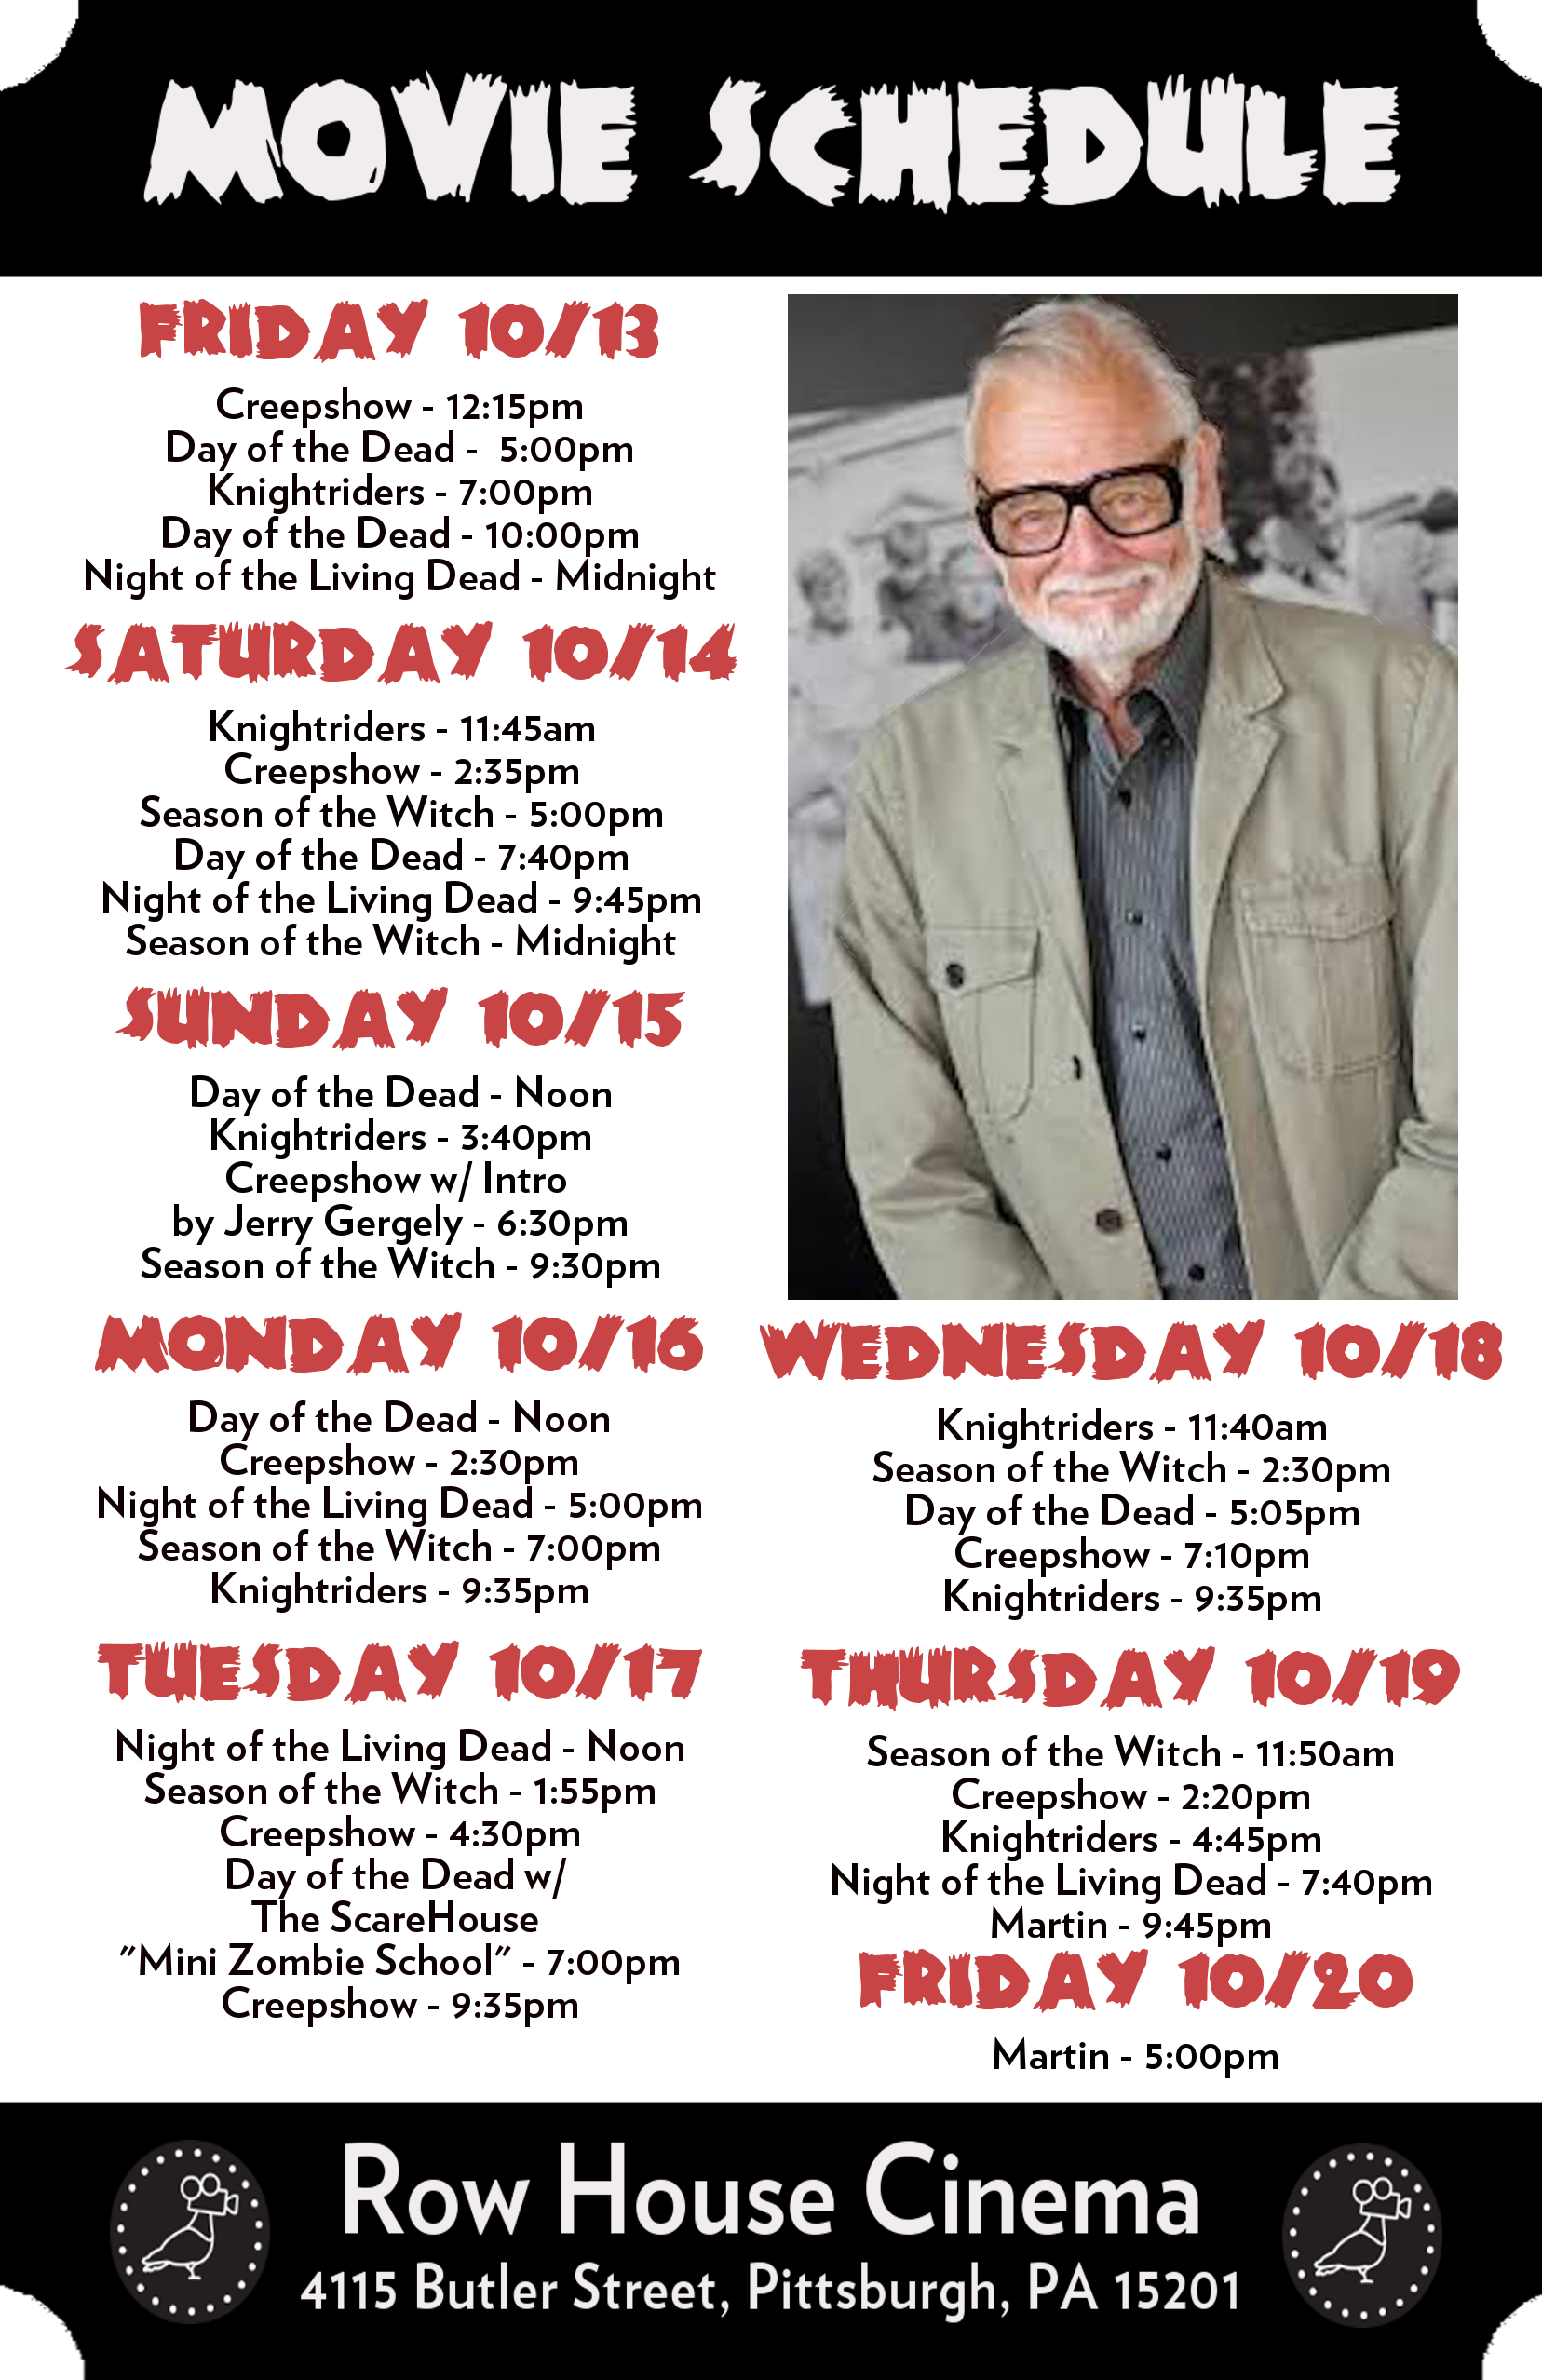 MOVIE SCHEDULE
FRIDAY 10/13
Creepshow - 12:15pm
Day of the Dead -  5:00pm
Knightriders - 7:00pm
Day of the Dead - 10:00pm
Night of the Living Dead - Midnight
SATURDAY 10/14
Knightriders - 11:45am
Creepshow - 2:35pm
Season of the Witch - 5:00pm
Day of the Dead - 7:40pm
Night of the Living Dead - 9:45pm
Season of the Witch - Midnight
SUNDAY 10/15
Day of the Dead - Noon
Knightriders - 3:40pm
Creepshow w/ Intro
by Jerry Gergely - 6:30pm
Season of the Witch - 9:30pm
MONDAY 10/16
Day of the Dead - Noon
Creepshow - 2:30pm
Night of the Living Dead - 5:00pm
Season of the Witch - 7:00pm
Knightriders - 9:35pm
TUESDAY 10/17
Night of the Living Dead - Noon
Season of the Witch - 1:55pm
Creepshow - 4:30pm
Day of the Dead w/
The ScareHouse
"Mini Zombie School" - 7:00pm
Creepshow - 9:35pm
WEDNESDAY 10/18
Knightriders - 11:40am
Season of the Witch - 2:30pm
Day of the Dead - 5:05pm
Creepshow - 7:10pm
Knightriders - 9:35pm
THURSDAY 10/19
Season of the Witch - 11:50am
Creepshow - 2:20pm
Knightriders - 4:45pm
Night of the Living Dead - 7:40pm
Martin - 9:45pm
FRIDAY 10/20
Martin - 5:00pm
Row House Cinema
4115 Butler Street, Pittsburgh, PA 15201